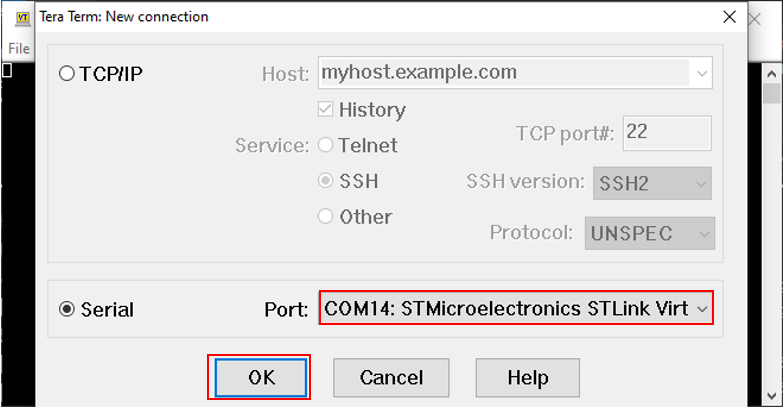 Tera Term: New connection
VT
File
TCP/IP
Host: myhost.example.com
History
Service: Telnet
TCP port#: 22
SSH
SSH version: SSH2
Other
Protocol: UNSPEC
Serial
Port: COM14: STMicroelectronics STLink Virt
OK
Cancel
Help